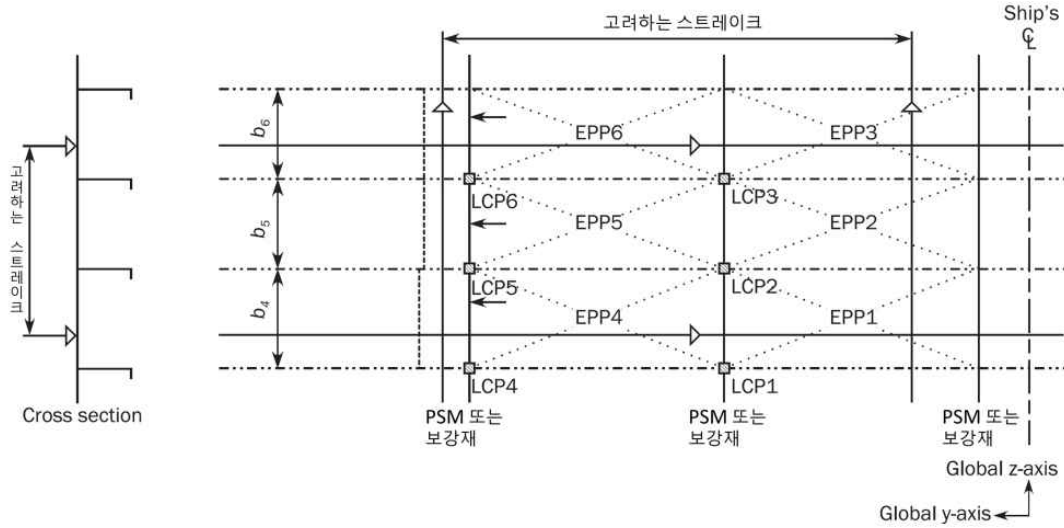 Ship's
℄
고려하는 스트레이크
b6
EPP6
EPP3
고려하는 스트레이크
LCP6
LCP3
b5
EPP5
EPP2
LCP5
LCP2
b4
EPP4
EPP1
LCP4
LCP1
Cross section
PSM 또는
보강재
PSM 또는
보강재
PSM 또는
보강재
Global z-axis
Global y-axis